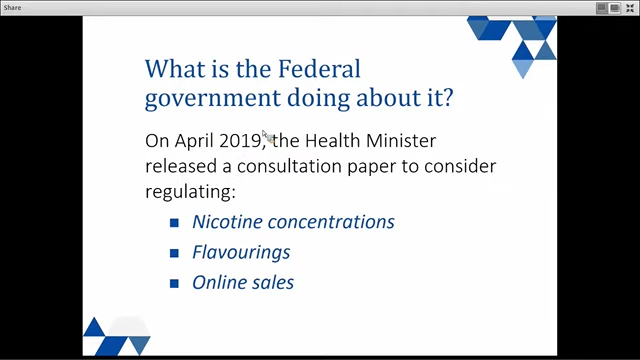 Share
What is the Federal
government doing about it?
On April 2019, the Health Minister
released a consultation paper to consider
regulating:
Nicotine concentrations
Flavourings
Online sales